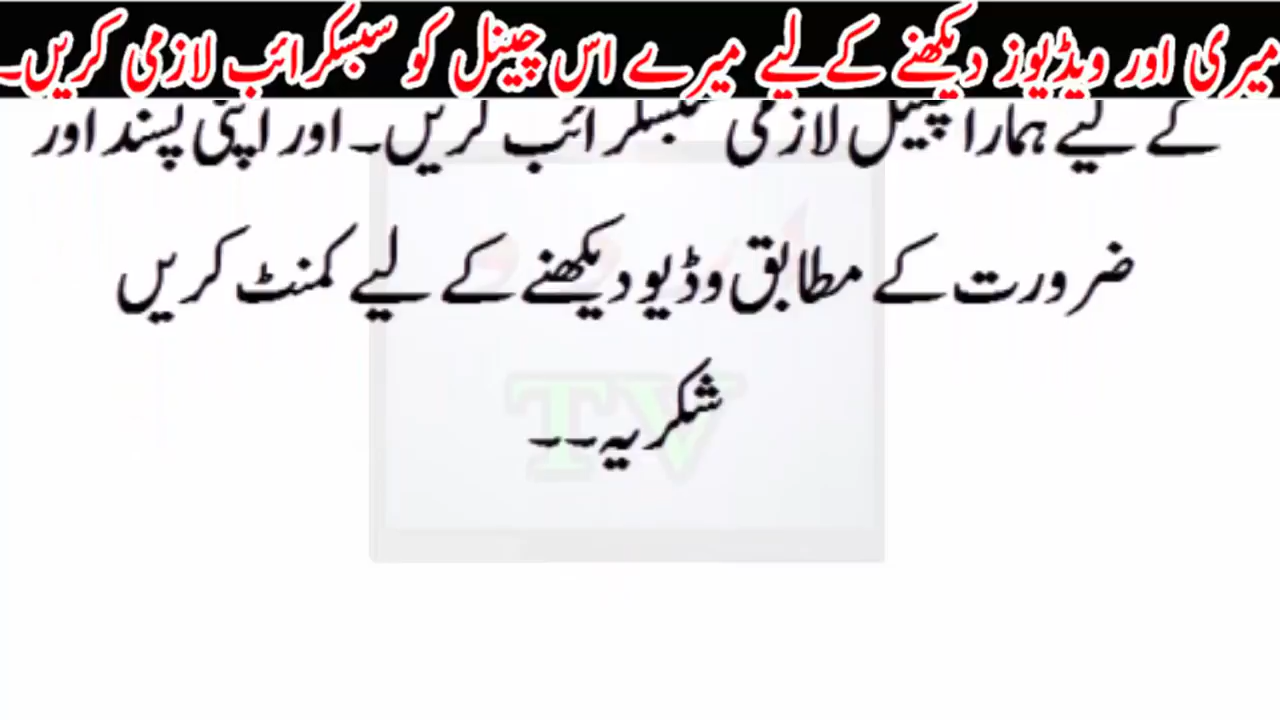 میری اور ویڈیوز دیکھنے کے لیے میرے اس چینل کو سبسکرائب لازمی کریں۔
کے لیے ہمارا چینل لازمی سبسکرائب کریں۔ اور اپنی پسند اور
ضرورت کے مطابق وڈیو دیکھنے کے لیے کمنٹ کریں
شکریہ۔۔
TV